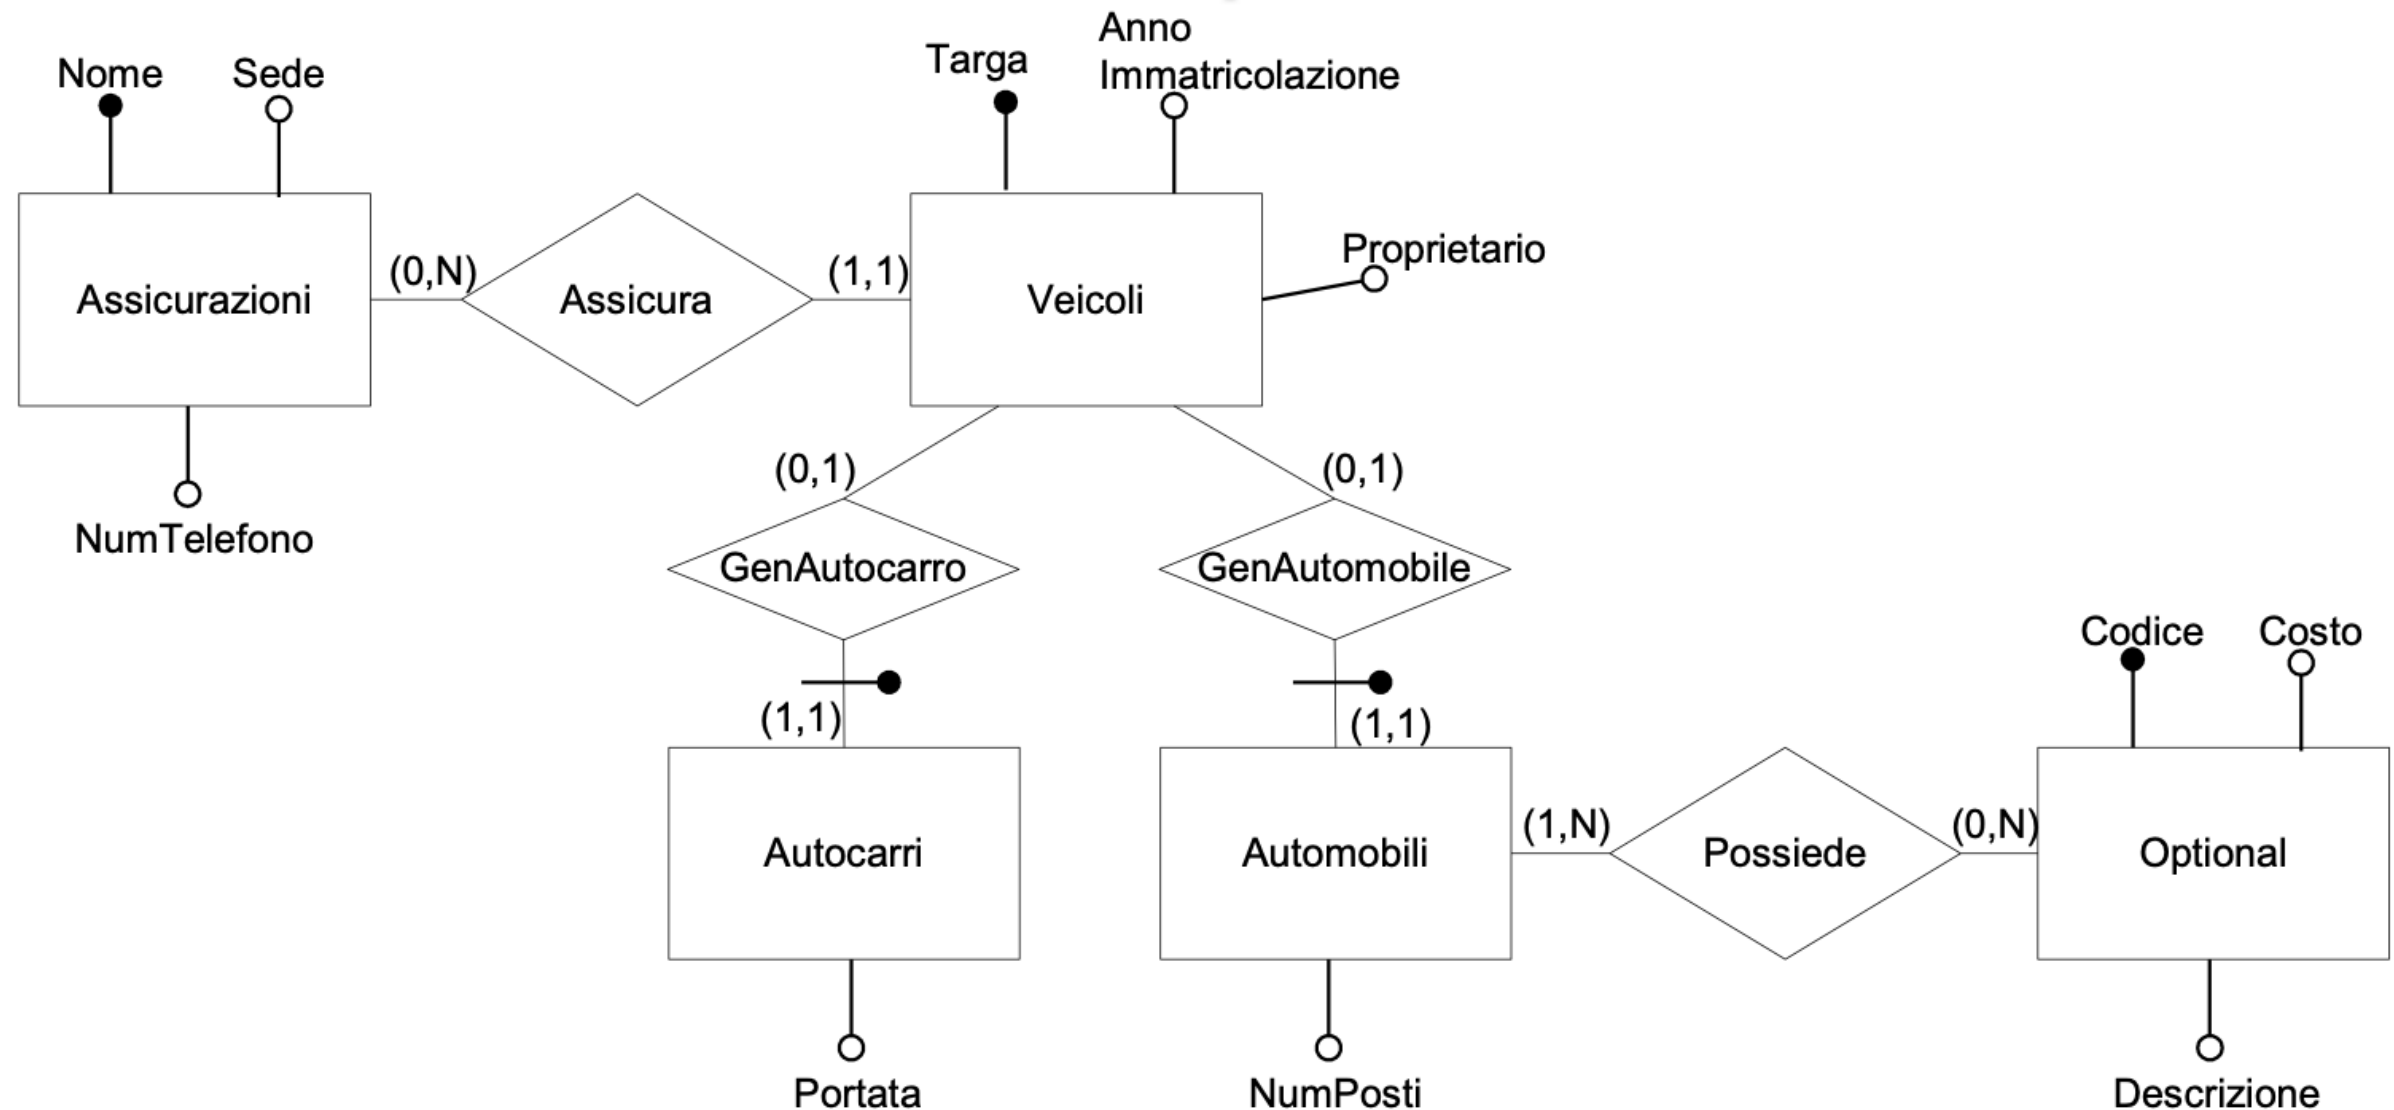 Nome
Sede
Targa
Anno
Immatricolazione
Proprietario
Assicurazioni
(0,N)
Assicura
(1,1)
Veicoli
NumTelefono
(0,1)
(0,1)
GenAutocarro
GenAutomobile
(1,1)
(1,1)
Codice
Costo
Autocarri
Automobili
(1,N)
Possiede
(0,N)
Optional
Portata
NumPosti
Descrizione